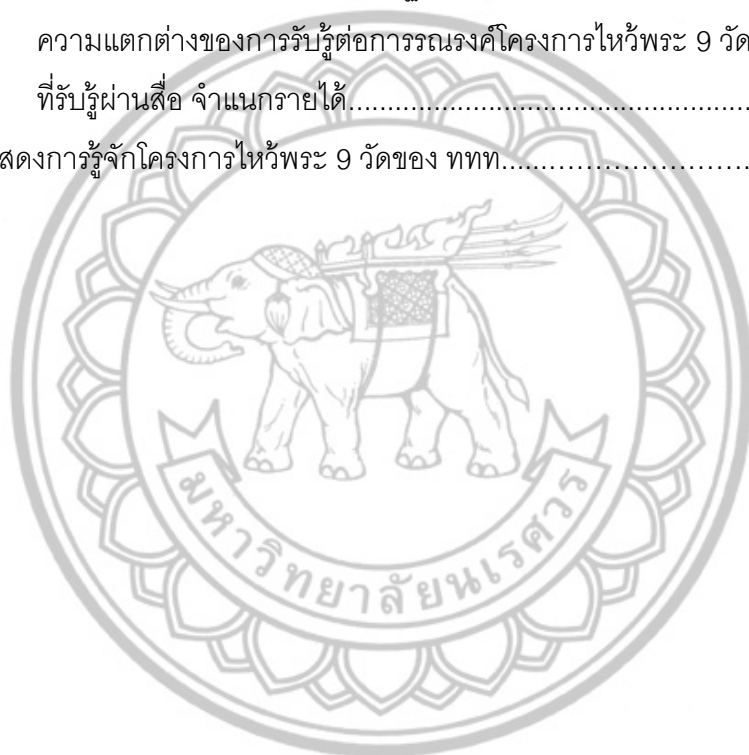 ความแตกต่างของการรับรู้ต่อการรณรงค์โครงการไหว้พระ 9 วัด
ที่รับรู้ผ่านสื่อ จำแนกรายได้
สดงการรู้จักโครงการไหว้พระ 9 วัดของ ททท
มหาวิทยาลัยนเรศวร